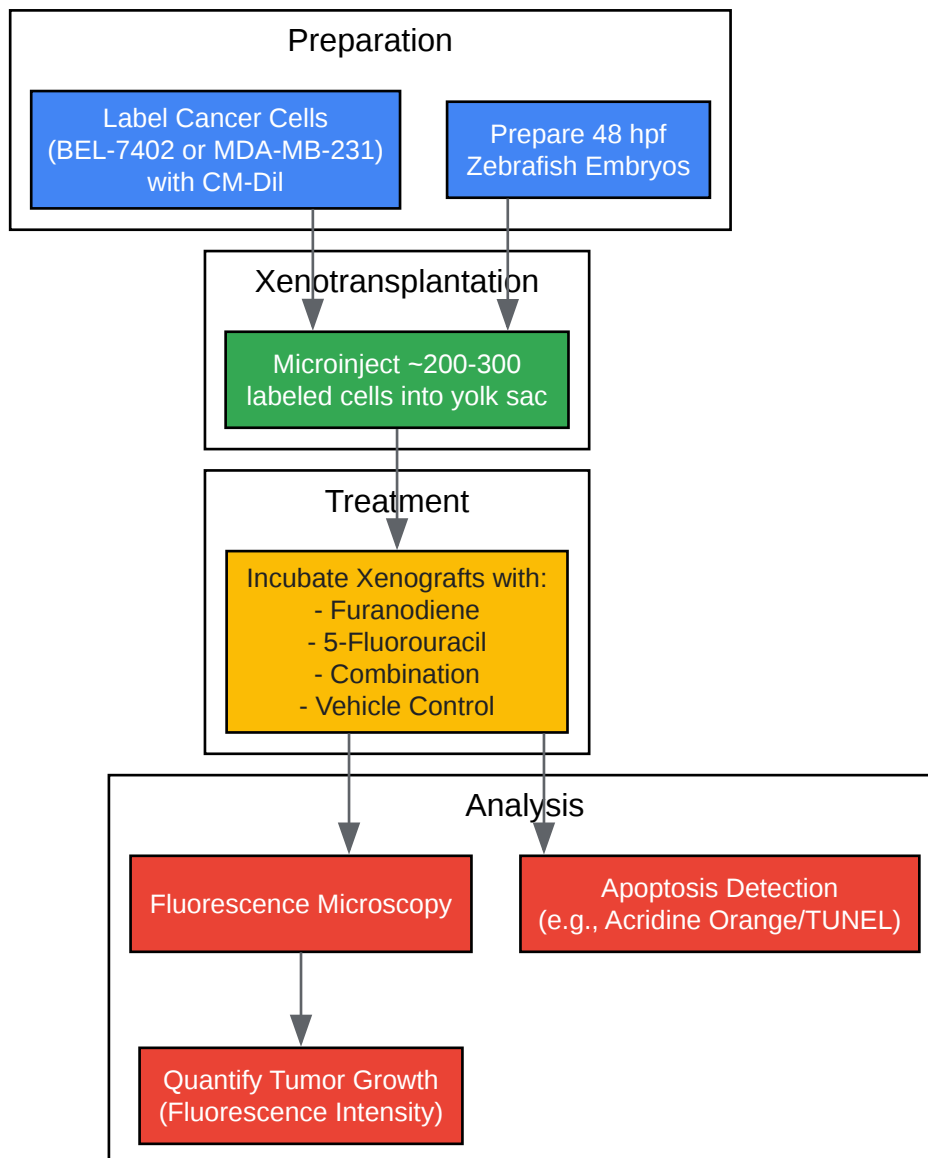 Preparation
Label Cancer Cells
(BEL-7402 or MDA-MB-231)
with CM-Dil
Prepare 48 hpf
Zebrafish Embryos
Xenotransplantation
Microinject ~200-300
labeled cells into yolk sac
Treatment
Incubate Xenografts with:
- Furanodiene
- 5-Fluorouracil
- Combination
- Vehicle Control
Analysis
Fluorescence Microscopy
Apoptosis Detection
(e.g., Acridine Orange/TUNEL)
Quantify Tumor Growth
(Fluorescence Intensity)